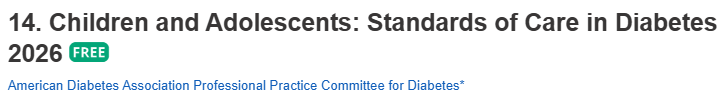 14. Children and Adolescents: Standards of Care in Diabetes
2026 FREE
American Diabetes Association Professional Practice Committee for Diabetes*